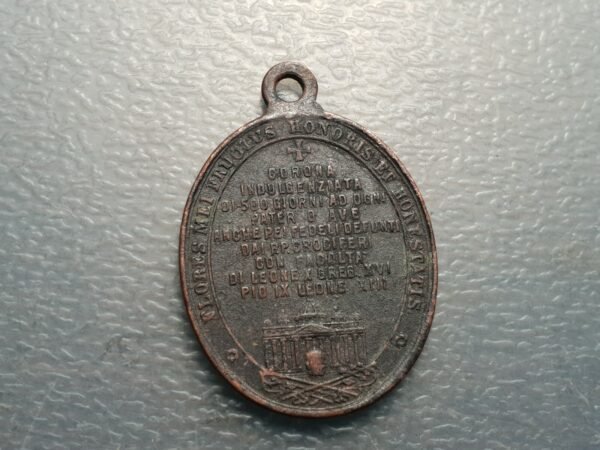 FLORES MEI FRUCTUS HONORIS ET HONESTATIS
CORONA
INDULGENZIATA
DI 500 GIORNI AD OGNI
PATER O AVE
ANCHE PEI FEDELI DEFUNTI
DAI PP. CROCIFERI
CON FACOLTA
DI LEONE X GREG. XVI
PIO IX LEONE XIII